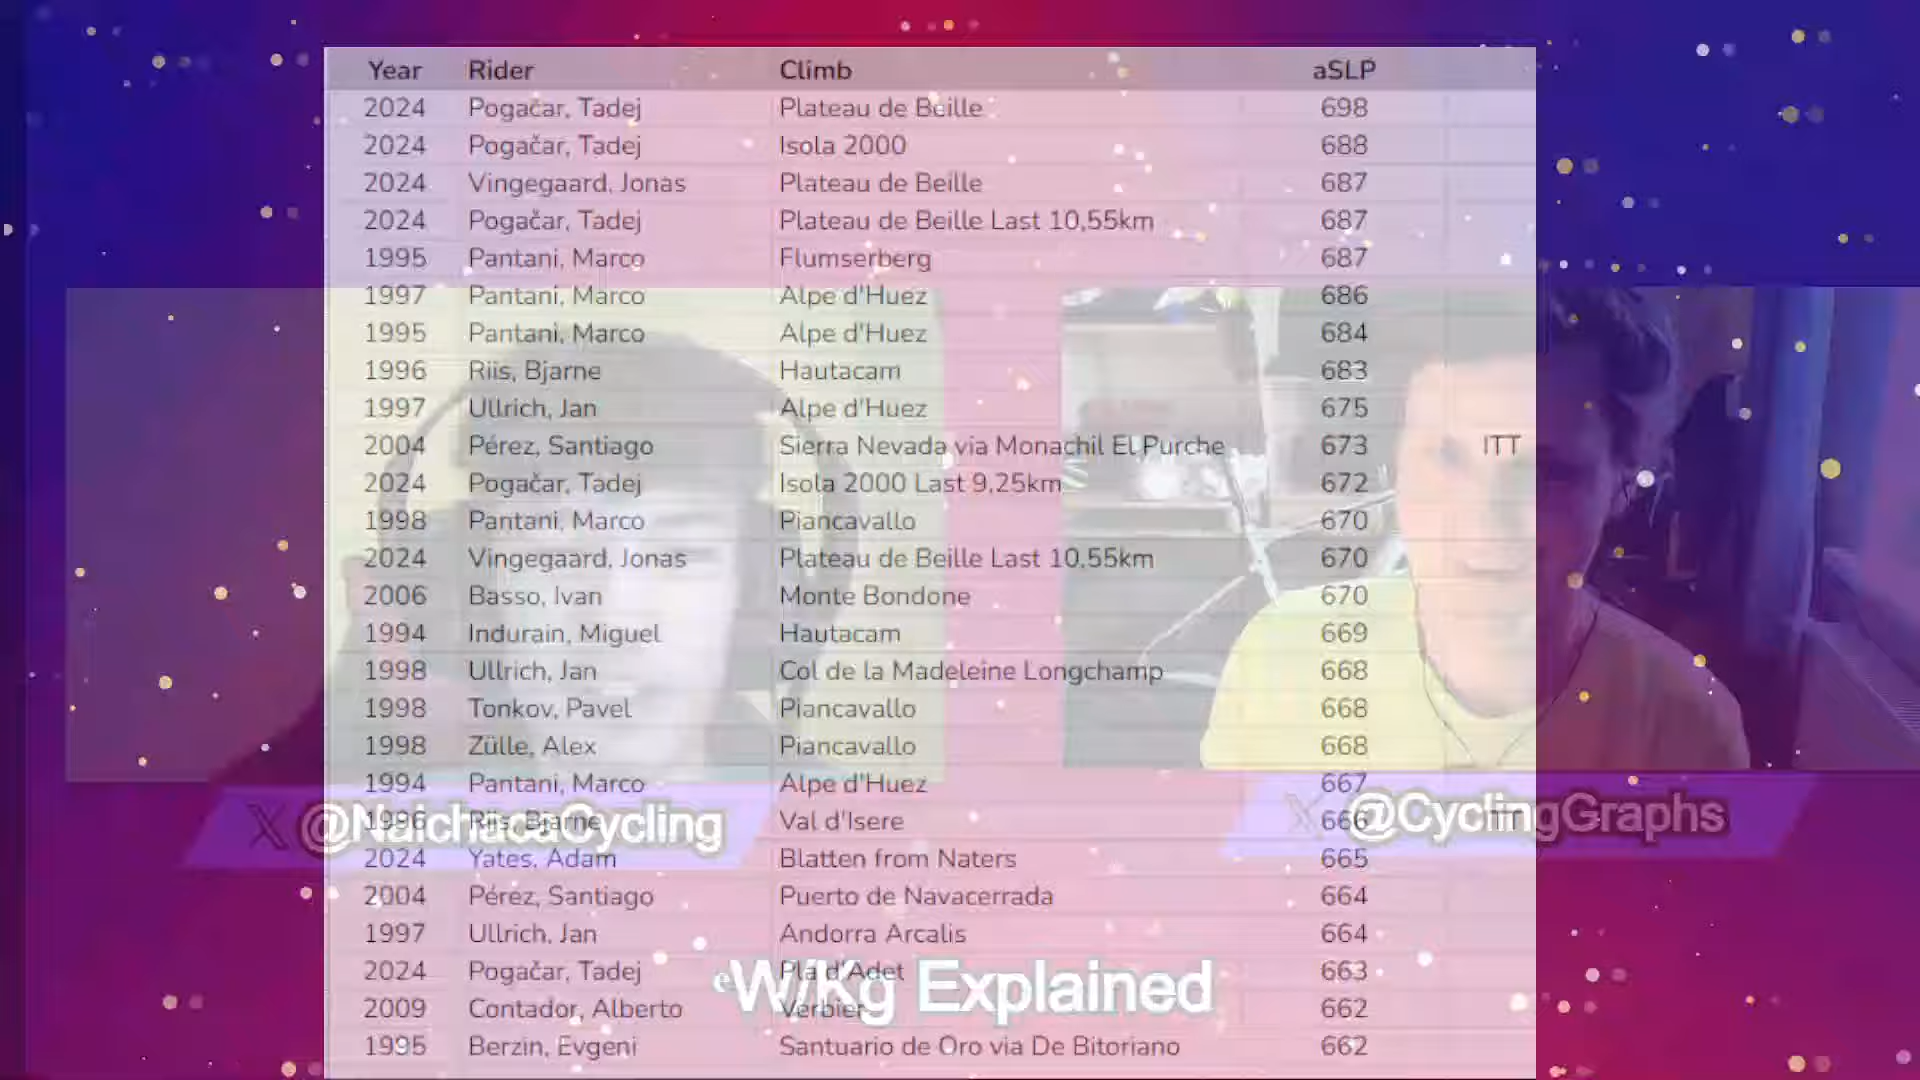 Year Rider Climb aSLP
2024 Pogačar, Tadej Plateau de Beille 698
2024 Pogačar, Tadej Isola 2000 688
2024 Vingegaard, Jonas Plateau de Beille 687
2024 Pogačar, Tadej Plateau de Beille Last 10,55km 687
1995 Pantani, Marco Flumserberg 687
1997 Pantani, Marco Alpe d'Huez 686
1995 Pantani, Marco Alpe d'Huez 684
1996 Riis, Bjarne Hautacam 683
1997 Ullrich, Jan Alpe d'Huez 675
2004 Pérez, Santiago Sierra Nevada via Monachil El Purche 673 ITT
2024 Pogačar, Tadej Isola 2000 Last 9,25km 672
1998 Pantani, Marco Piancavallo 670
2024 Vingegaard, Jonas Plateau de Beille Last 10,55km 670
2006 Basso, Ivan Monte Bondone 670
1994 Indurain, Miguel Hautacam 669
1998 Ullrich, Jan Col de la Madeleine Longchamp 668
1998 Tonkov, Pavel Piancavallo 668
1998 Zülle, Alex Piancavallo 668
1994 Pantani, Marco Alpe d'Huez 667
1996 Riis, Bjarne Val d'Isere 666 ITT
X @NaichacaCycling X @CyclingGraphs
2024 Yates, Adam Blatten from Naters 665
2004 Pérez, Santiago Puerto de Navacerrada 664
1997 Ullrich, Jan Andorra Arcalis 664
2024 Pogačar, Tadej Pla d'Adet 663
eW/Kg Explained
2009 Contador, Alberto Verbier 662
1995 Berzin, Evgeni Santuario de Oro via De Bitoriano 662